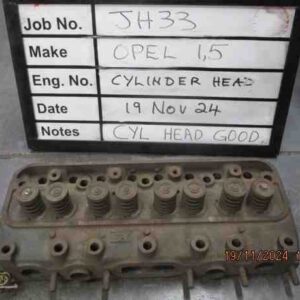 Job No. JH33
Make OPEL 1,5
Eng. No. CYLINDER HEAD
Date 19 Nov 24
Notes CYL HEAD GOOD.
19/11/2024